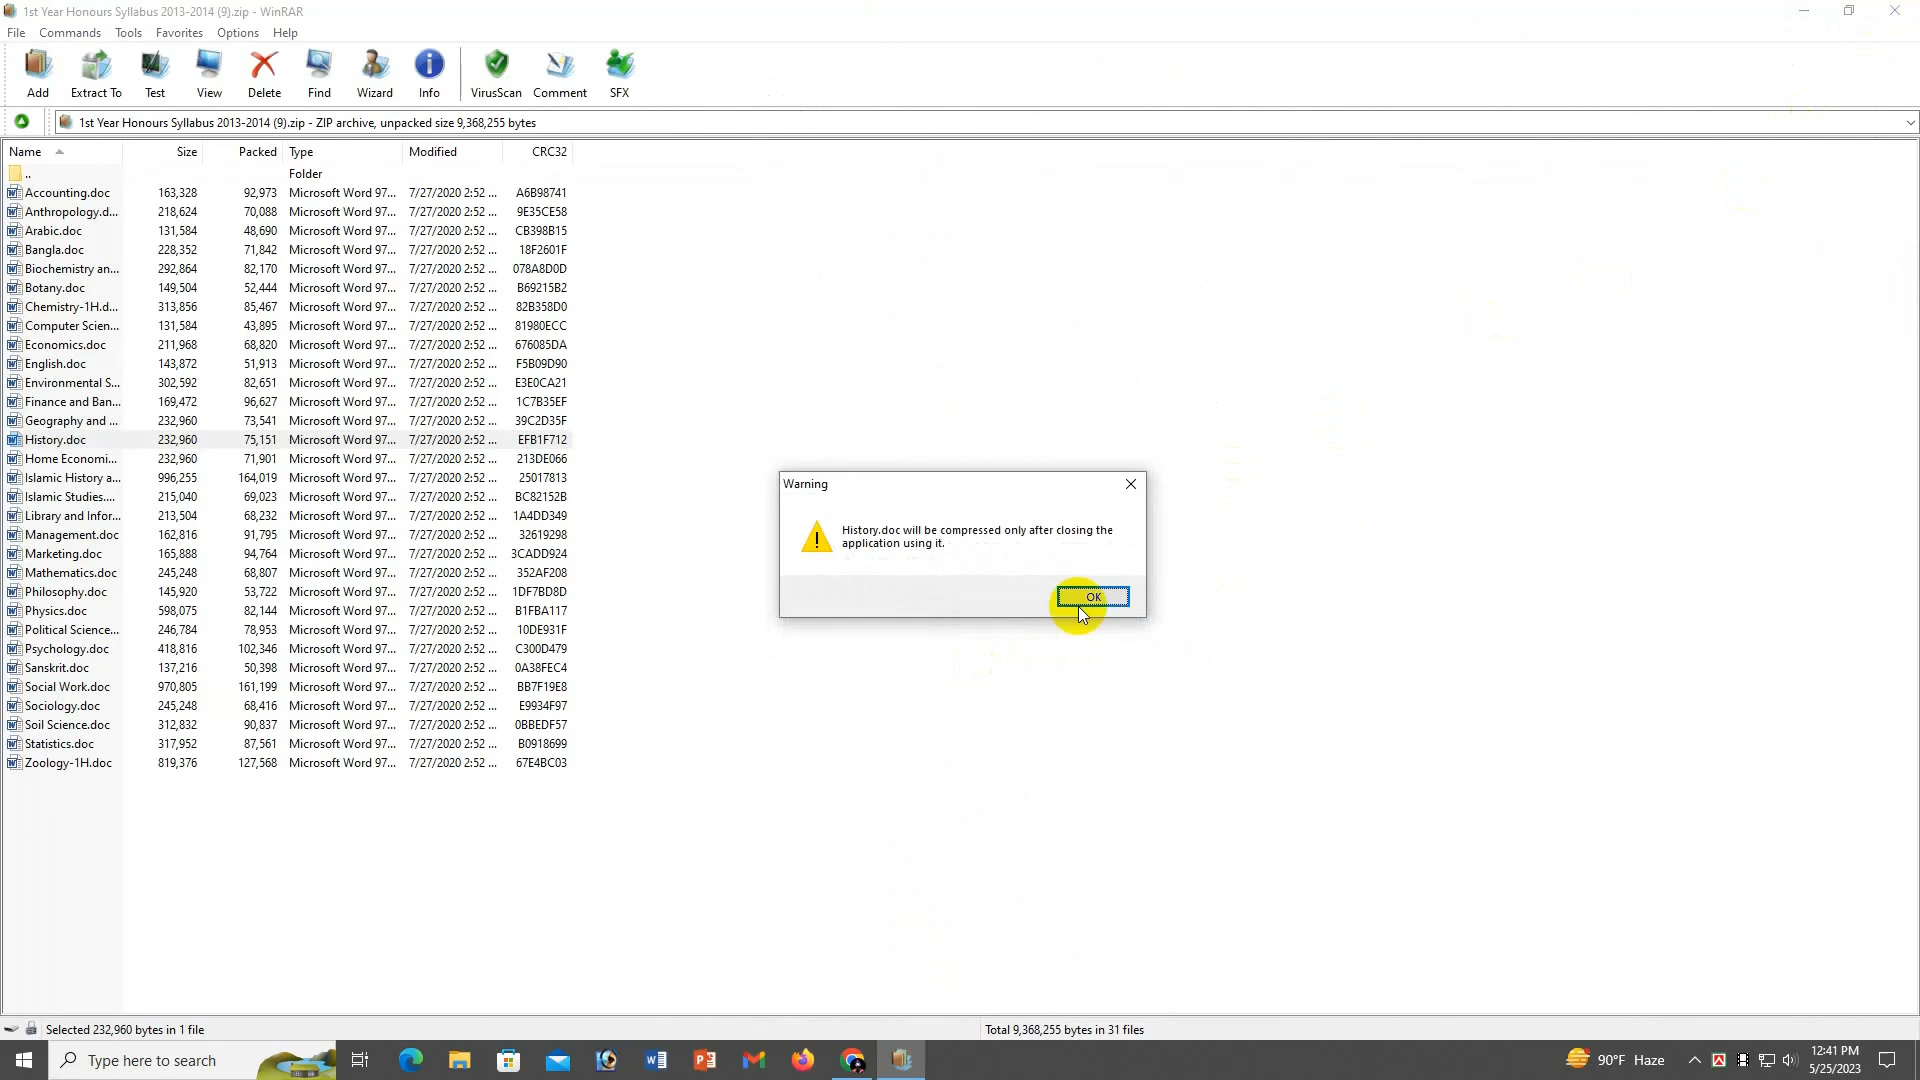 1st Year Honours Syllabus 2013-2014 (9).zip - WinRAR
File Commands Tools Favorites Options Help
Add Extract To Test View Delete Find Wizard Info VirusScan Comment SFX
1st Year Honours Syllabus 2013-2014 (9).zip - ZIP archive, unpacked size 9,368,255 bytes
Name Size Packed Type Modified CRC32
.. Folder
Accounting.doc 163,328 92,973 Microsoft Word 97... 7/27/2020 2:52 ... A6B98741
Anthropology.d... 218,624 70,088 Microsoft Word 97... 7/27/2020 2:52 ... 9E35CE58
Arabic.doc 131,584 48,690 Microsoft Word 97... 7/27/2020 2:52 ... CB398B15
Bangla.doc 228,352 71,842 Microsoft Word 97... 7/27/2020 2:52 ... 18F2601F
Biochemistry an... 292,864 82,170 Microsoft Word 97... 7/27/2020 2:52 ... 078A8D0D
Botany.doc 149,504 52,444 Microsoft Word 97... 7/27/2020 2:52 ... B69215B2
Chemistry-1H.d... 313,856 85,467 Microsoft Word 97... 7/27/2020 2:52 ... 82B358D0
Computer Scien... 131,584 43,895 Microsoft Word 97... 7/27/2020 2:52 ... 81980ECC
Economics.doc 211,968 68,820 Microsoft Word 97... 7/27/2020 2:52 ... 676085DA
English.doc 143,872 51,913 Microsoft Word 97... 7/27/2020 2:52 ... F5B09D90
Environmental S... 302,592 82,651 Microsoft Word 97... 7/27/2020 2:52 ... E3E0CA21
Finance and Ban... 169,472 96,627 Microsoft Word 97... 7/27/2020 2:52 ... 1C7B35EF
Geography and ... 232,960 73,541 Microsoft Word 97... 7/27/2020 2:52 ... 39C2D35F
History.doc 232,960 75,151 Microsoft Word 97... 7/27/2020 2:52 ... EFB1F712
Home Economi... 232,960 71,901 Microsoft Word 97... 7/27/2020 2:52 ... 213DE066
Islamic History a... 996,255 164,019 Microsoft Word 97... 7/27/2020 2:52 ... 25017813
Islamic Studies.... 215,040 69,023 Microsoft Word 97... 7/27/2020 2:52 ... BC82152B
Library and Infor... 213,504 68,232 Microsoft Word 97... 7/27/2020 2:52 ... 1A4DD349
Management.doc 162,816 91,795 Microsoft Word 97... 7/27/2020 2:52 ... 32619298
Marketing.doc 165,888 94,764 Microsoft Word 97... 7/27/2020 2:52 ... 3CADD924
Mathematics.doc 245,248 68,807 Microsoft Word 97... 7/27/2020 2:52 ... 352AF208
Philosophy.doc 145,920 53,722 Microsoft Word 97... 7/27/2020 2:52 ... 1DF7BD8D
Physics.doc 598,075 82,144 Microsoft Word 97... 7/27/2020 2:52 ... B1FBA117
Political Science... 246,784 78,953 Microsoft Word 97... 7/27/2020 2:52 ... 10DE931F
Psychology.doc 418,816 102,346 Microsoft Word 97... 7/27/2020 2:52 ... C300D479
Sanskrit.doc 137,216 50,398 Microsoft Word 97... 7/27/2020 2:52 ... 0A38FEC4
Social Work.doc 970,805 161,199 Microsoft Word 97... 7/27/2020 2:52 ... BB7F19E8
Sociology.doc 245,248 68,416 Microsoft Word 97... 7/27/2020 2:52 ... E9934F97
Soil Science.doc 312,832 90,837 Microsoft Word 97... 7/27/2020 2:52 ... 0BBEDF57
Statistics.doc 317,952 87,561 Microsoft Word 97... 7/27/2020 2:52 ... B0918699
Zoology-1H.doc 819,376 127,568 Microsoft Word 97... 7/27/2020 2:52 ... 67E4BC03
Warning
History.doc will be compressed only after closing the
application using it.
OK
Selected 232,960 bytes in 1 file
Total 9,368,255 bytes in 31 files
Type here to search
90°F Haze
12:41 PM
5/25/2023